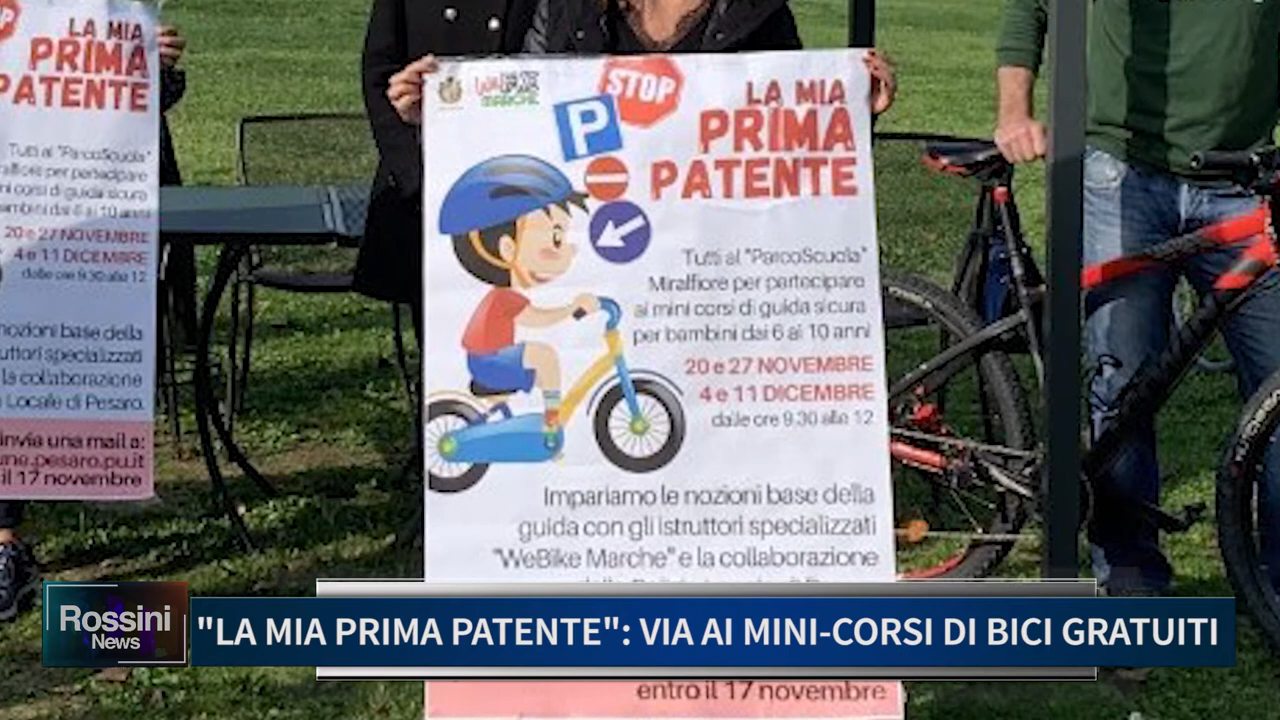 LA MIA
PRIMA
PATENTE
Tutti al "ParcoScuola"
20 e 27 NOVEMBRE
4 e 11 DICEMBRE
dalle ore 9.30 alle 12
nozioni base della
specializzati
la collaborazione
Locale di Pesaro.
invia una mail a:
il 17 novembre
MARCHE
STOP
P
LA MIA
PRIMA
PATENTE
Tutti al "ParcoScuola"
Miralfiore per partecipare
ai mini corsi di guida sicura
per bambini dai 6 ai 10 anni
20 e 27 NOVEMBRE
4 e 11 DICEMBRE
dalle ore 9.30 alle 12
Impariamo le nozioni base della
guida con gli istruttori specializzati
"WeBike Marche" e la collaborazione
entro il 17 novembre
Rossini
News
"LA MIA PRIMA PATENTE": VIA AI MINI-CORSI DI BICI GRATUITI